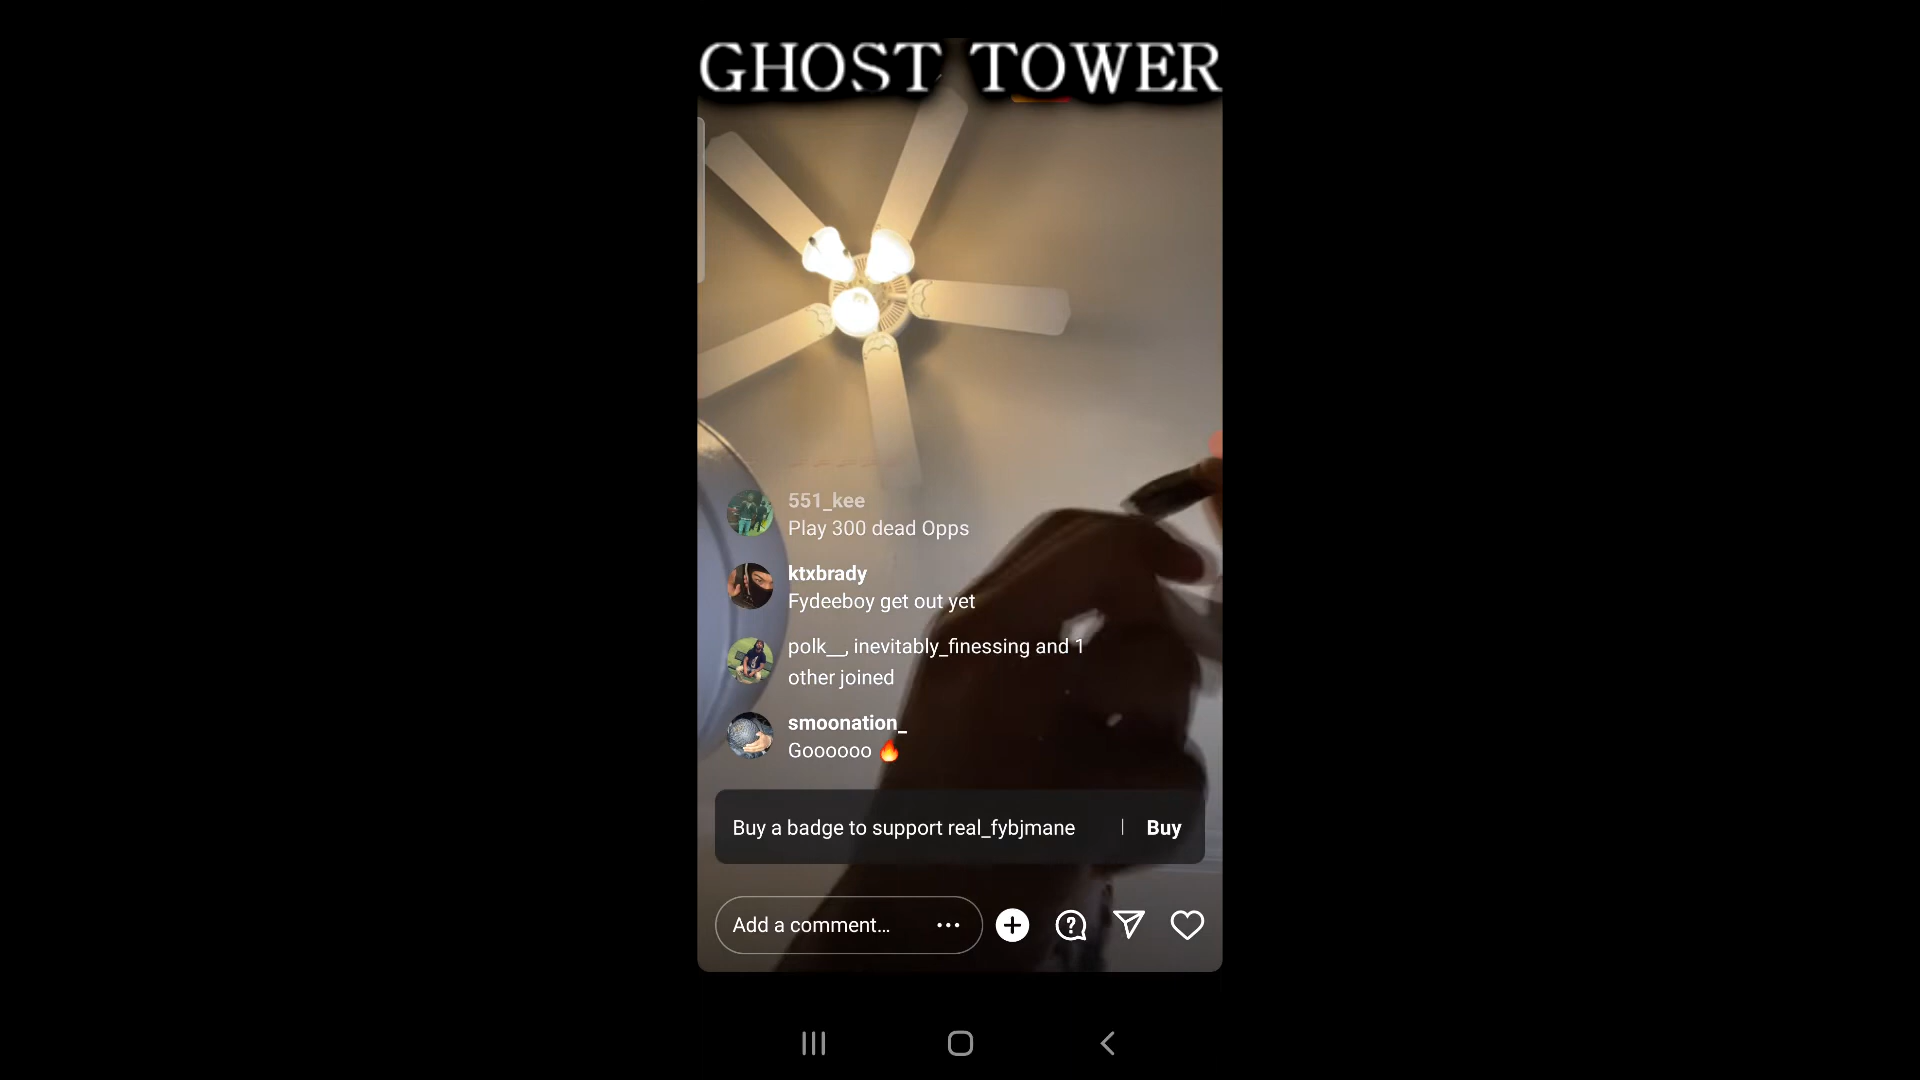 GHOST TOWER
551_kee
Play 300 dead Opps
ktxbrady
Fydeeboy get out yet
polk__, inevitably_finessing and 1
other joined
smoonation_
Goooooo 🔥
Buy a badge to support real_fybjmane | Buy
Add a comment...